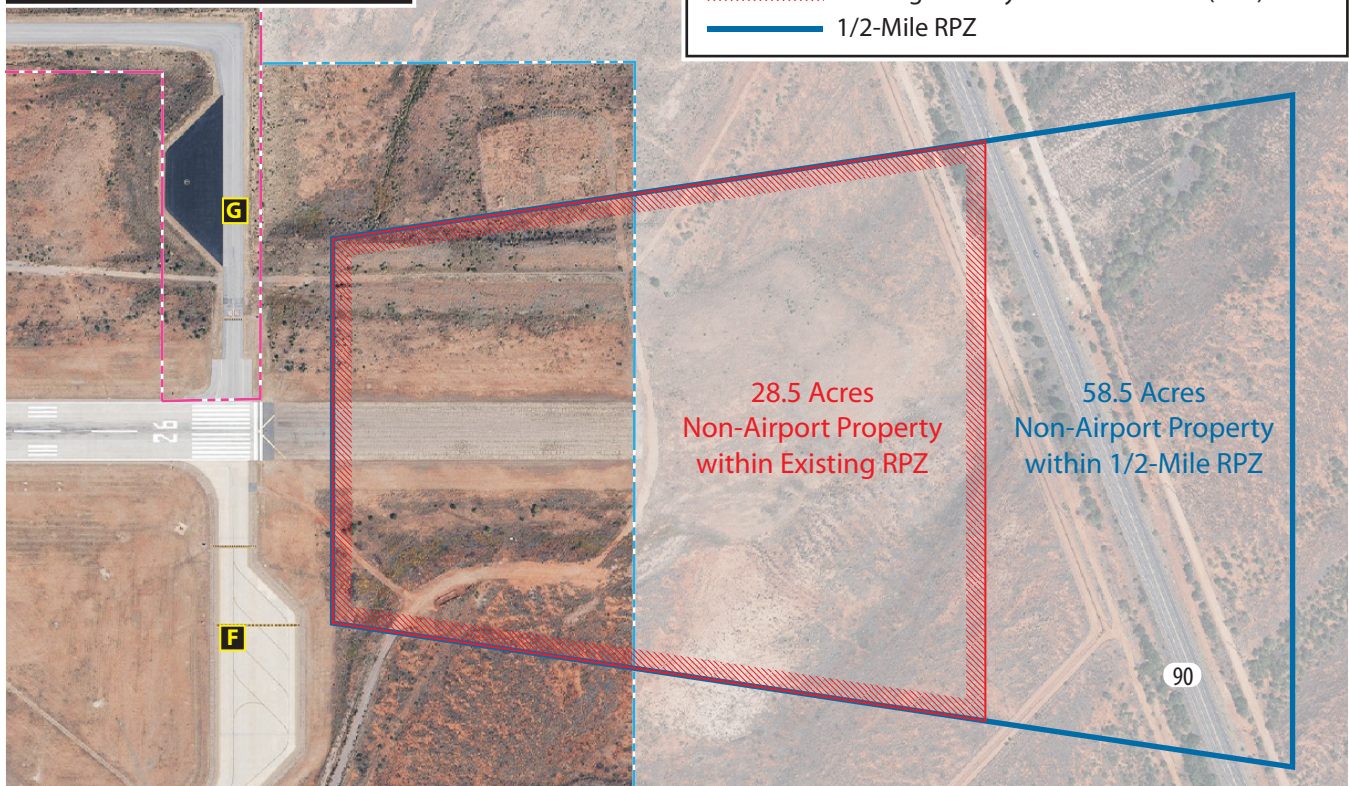 1/2-Mile RPZ
G
26
28.5 Acres
Non-Airport Property
within Existing RPZ
58.5 Acres
Non-Airport Property
within 1/2-Mile RPZ
F
90